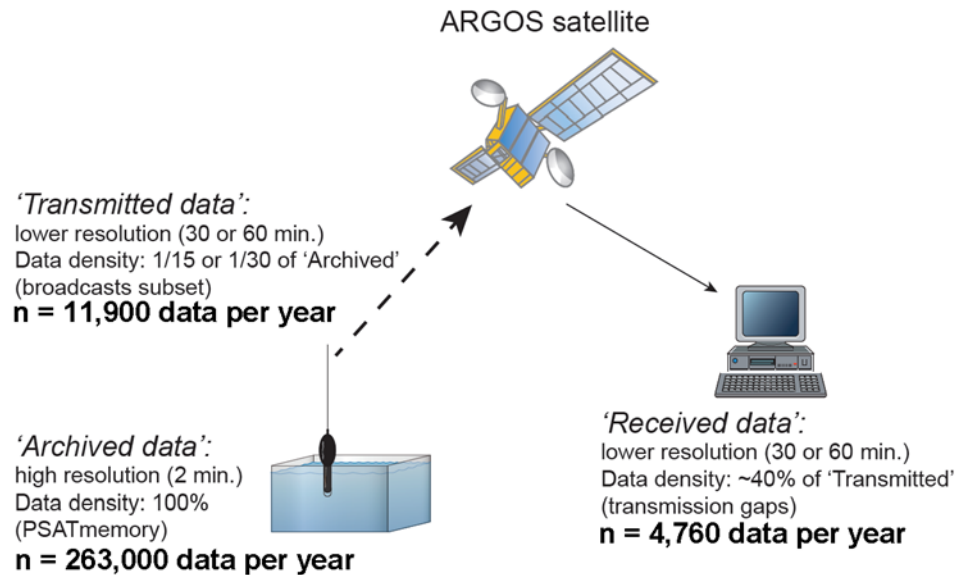 ARGOS satellite
‘Transmitted data’:
lower resolution (30 or 60 min.)
Data density: 1/15 or 1/30 of ‘Archived’
(broadcasts subset)
n = 11,900 data per year
‘Archived data’:
high resolution (2 min.)
Data density: 100%
(PSATmemory)
n = 263,000 data per year
‘Received data’:
lower resolution (30 or 60 min.)
Data density: ~40% of ‘Transmitted’
(transmission gaps)
n = 4,760 data per year